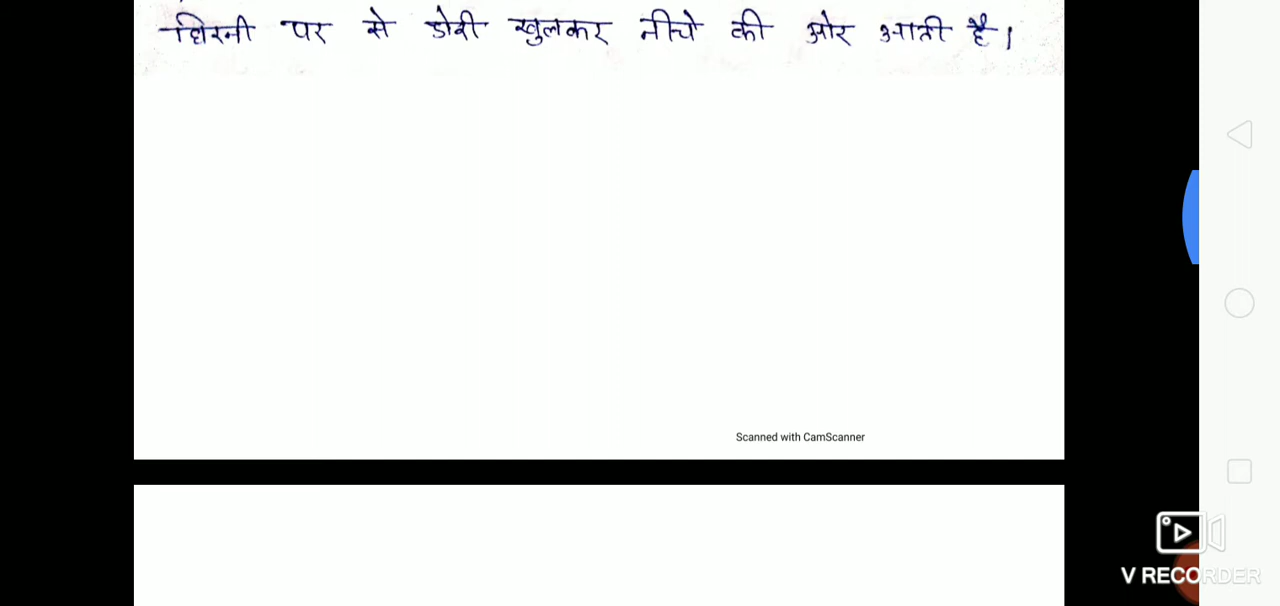 घिरनी पर से डोरी खुलकर नीचे की ओर आती है।
Scanned with CamScanner
V RECORDER